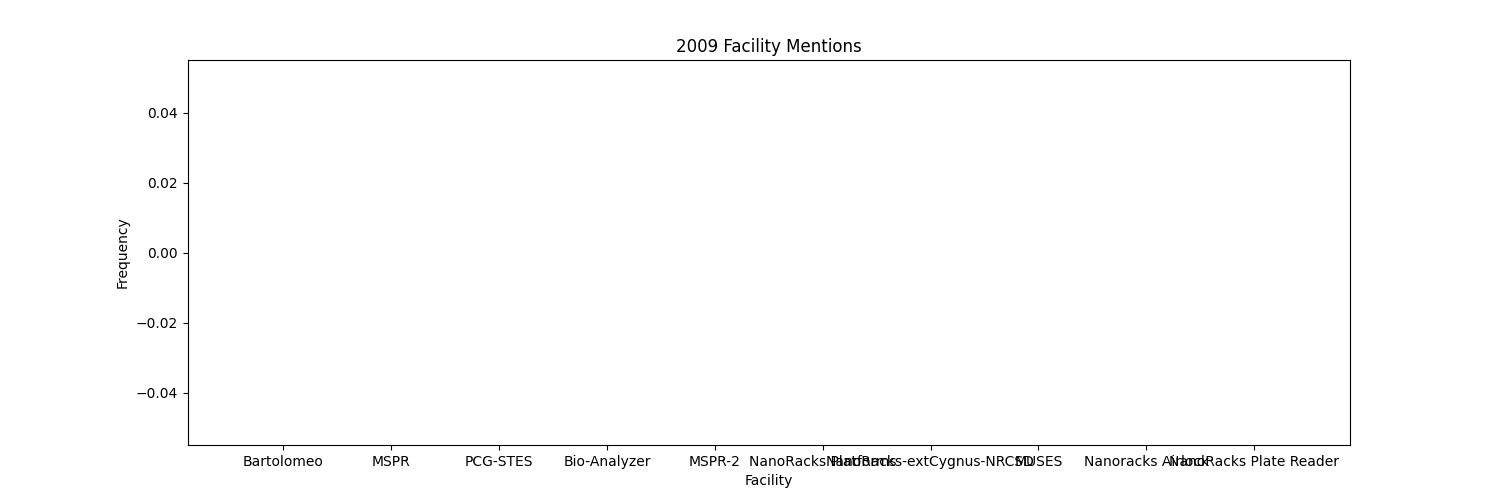 2009 Facility Mentions
0.04
0.02
0.00
−0.02
−0.04
Frequency
Bartolomeo MSPR PCG-STES Bio-Analyzer MSPR-2 NanoRacks Platforms NanoRacks-extCygnus-NRCSD MUSES Nanoracks Airlock NanoRacks Plate Reader
Facility